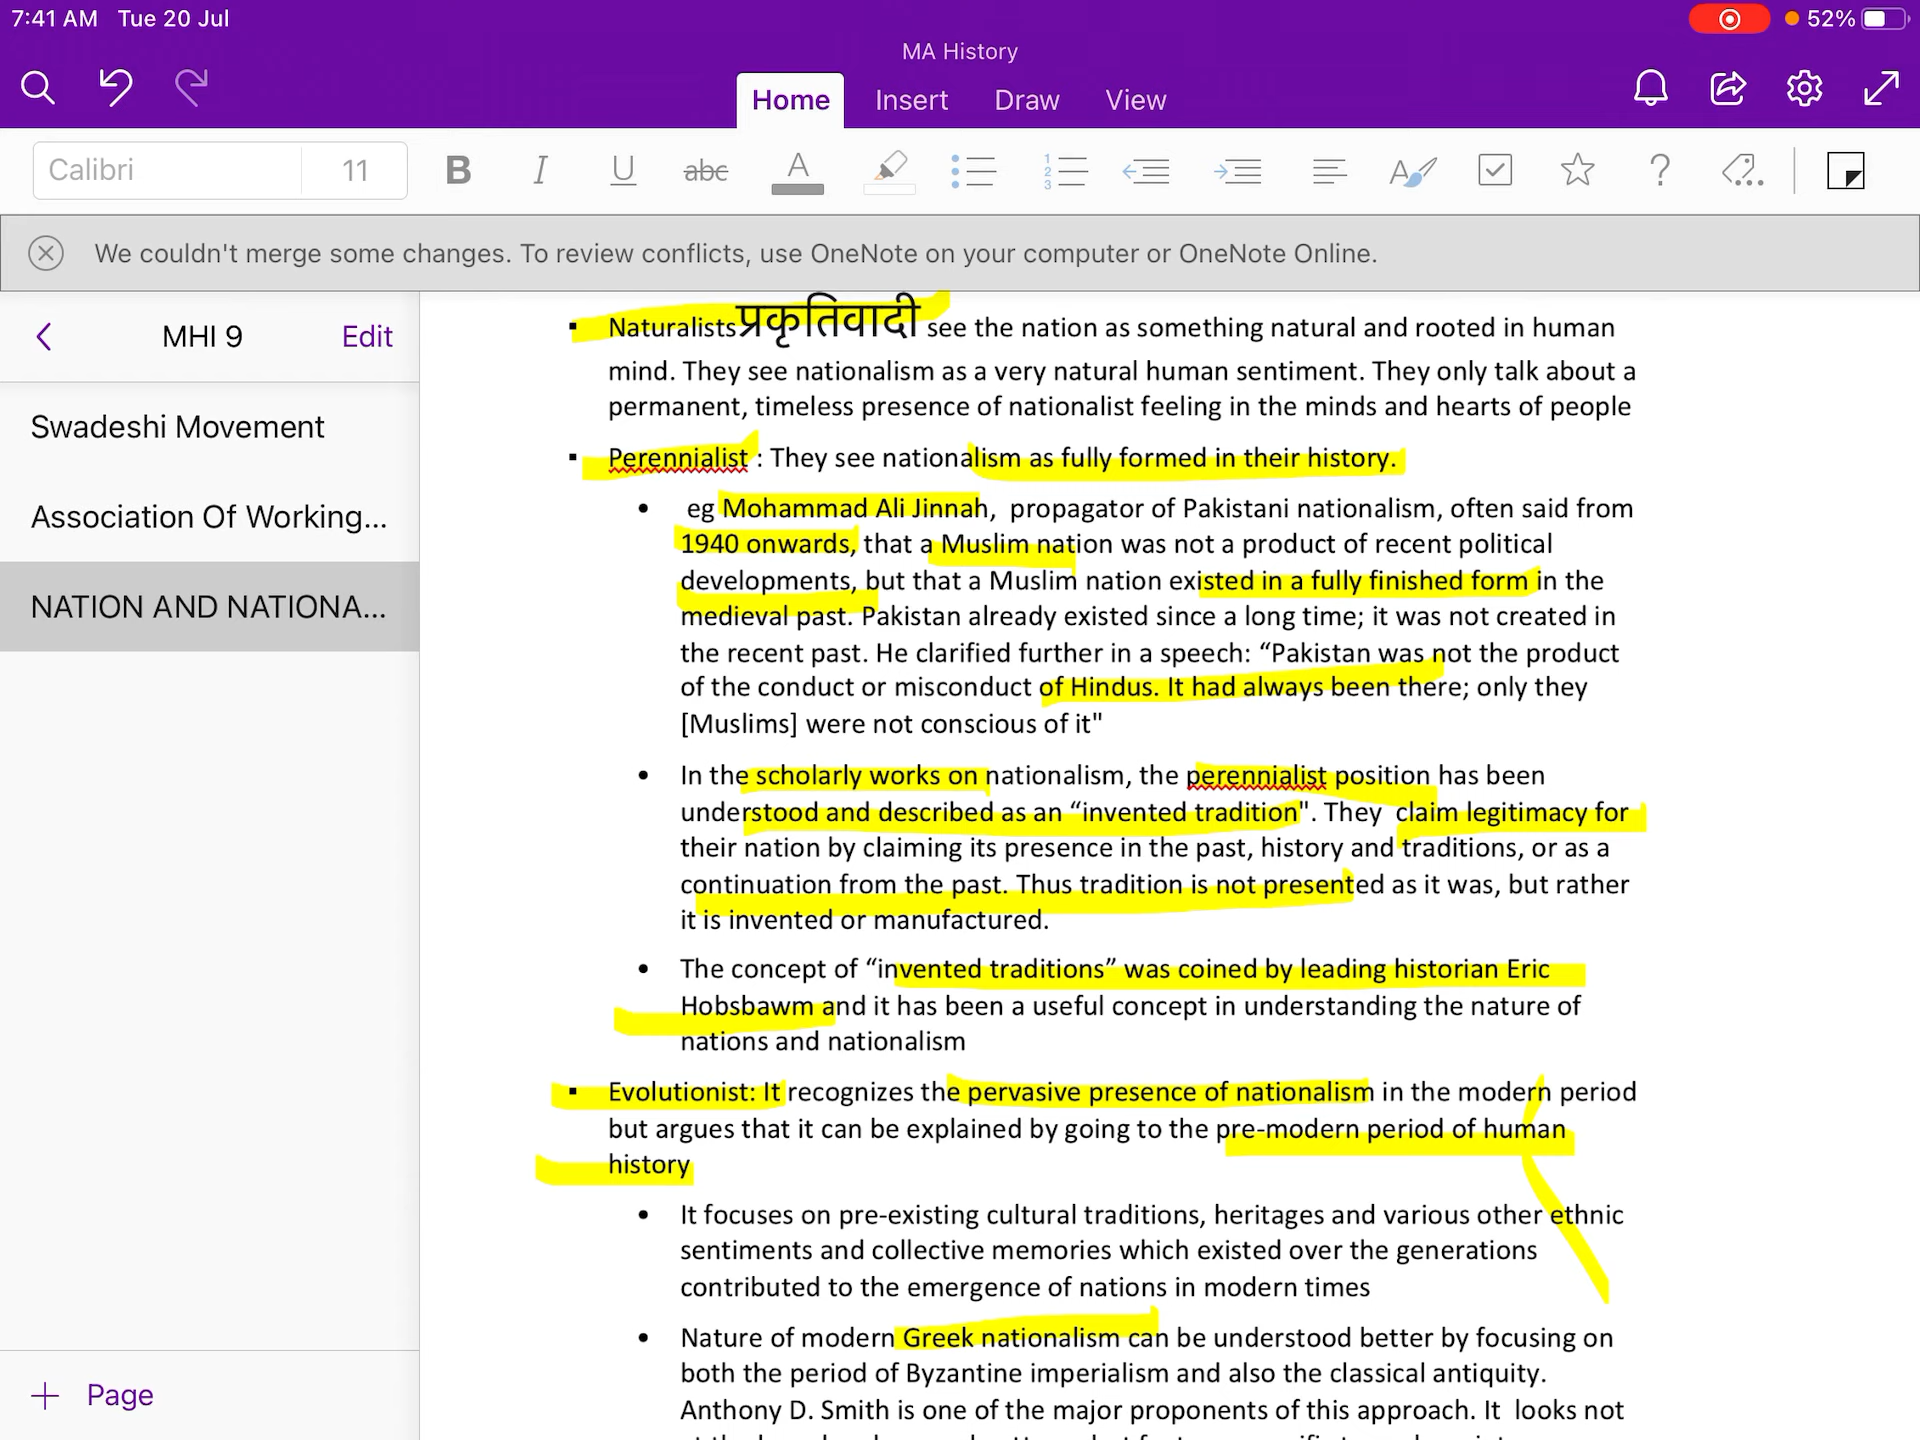 7:41 AM Tue 20 Jul
52%
MA History
Home Insert Draw View
Calibri 11 B I U abc A
1
2
3
?
We couldn't merge some changes. To review conflicts, use OneNote on your computer or OneNote Online.
MHI 9 Edit
Swadeshi Movement
Association Of Working...
NATION AND NATIONA...
+ Page
▪ Naturalists प्रकृतिवादी see the nation as something natural and rooted in human
mind. They see nationalism as a very natural human sentiment. They only talk about a
permanent, timeless presence of nationalist feeling in the minds and hearts of people
▪ Perennialist : They see nationalism as fully formed in their history.
• eg Mohammad Ali Jinnah, propagator of Pakistani nationalism, often said from
1940 onwards, that a Muslim nation was not a product of recent political
developments, but that a Muslim nation existed in a fully finished form in the
medieval past. Pakistan already existed since a long time; it was not created in
the recent past. He clarified further in a speech: “Pakistan was not the product
of the conduct or misconduct of Hindus. It had always been there; only they
[Muslims] were not conscious of it"
• In the scholarly works on nationalism, the perennialist position has been
understood and described as an “invented tradition". They claim legitimacy for
their nation by claiming its presence in the past, history and traditions, or as a
continuation from the past. Thus tradition is not presented as it was, but rather
it is invented or manufactured.
• The concept of “invented traditions” was coined by leading historian Eric
Hobsbawm and it has been a useful concept in understanding the nature of
nations and nationalism
▪ Evolutionist: It recognizes the pervasive presence of nationalism in the modern period
but argues that it can be explained by going to the pre-modern period of human
history
• It focuses on pre-existing cultural traditions, heritages and various other ethnic
sentiments and collective memories which existed over the generations
contributed to the emergence of nations in modern times
• Nature of modern Greek nationalism can be understood better by focusing on
both the period of Byzantine imperialism and also the classical antiquity.
Anthony D. Smith is one of the major proponents of this approach. It looks not